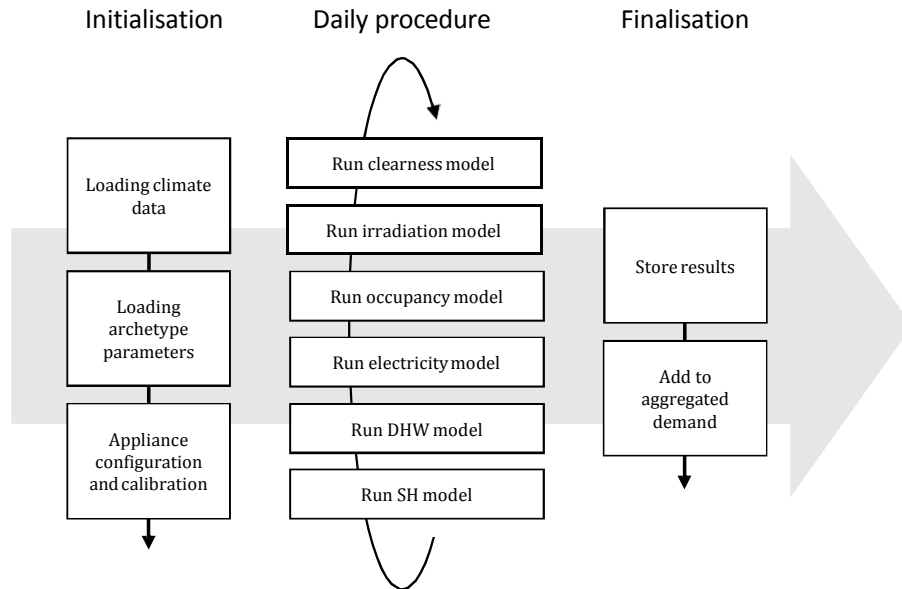 Initialisation
Daily procedure
Finalisation
Loading climate
data
Loading
archetype
parameters
Appliance
configuration
and calibration
Run clearness model
Run irradiation model
Run occupancy model
Run electricity model
Run DHW model
Run SH model
Store results
Add to
aggregated
demand